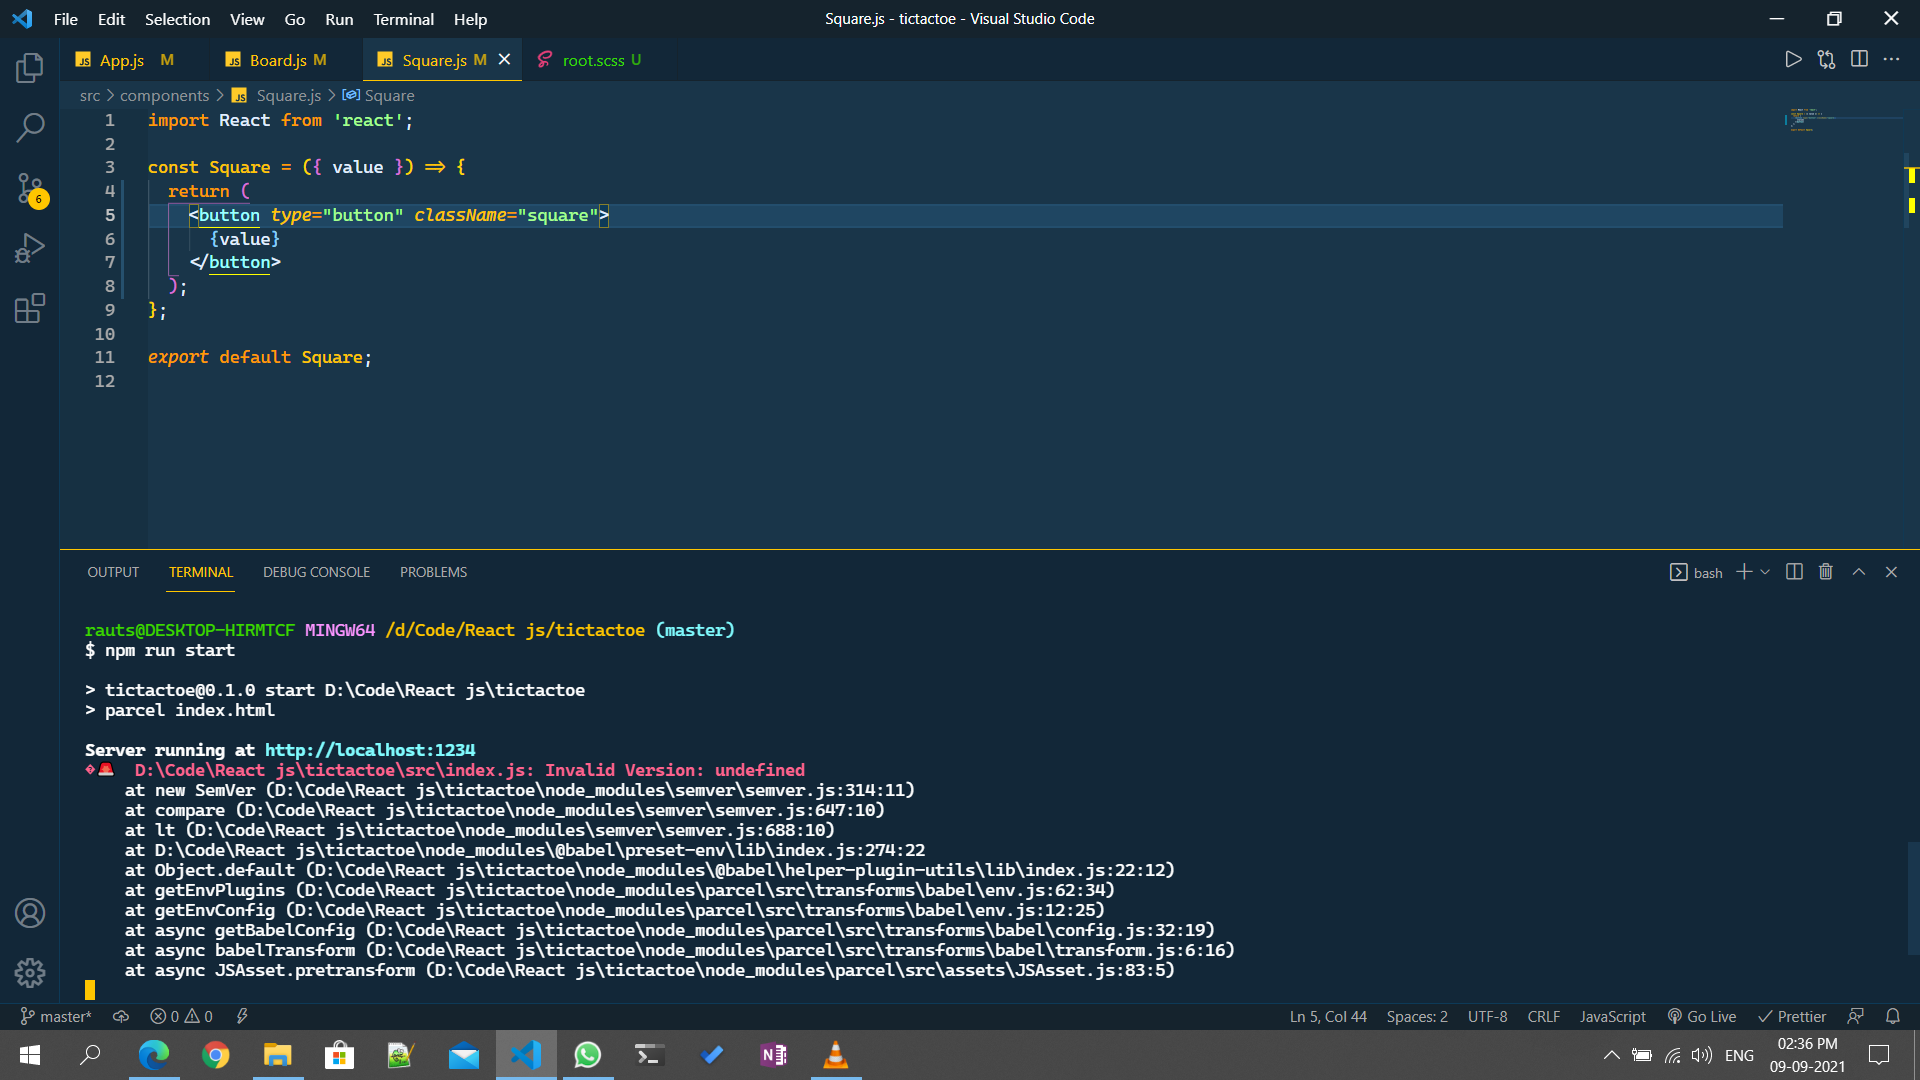 File Edit Selection View Go Run Terminal Help
Square.js - tictactoe - Visual Studio Code
JS App.js M
JS Board.js M
JS Square.js M
root.scss U
src > components > JS Square.js > Square
1 import React from 'react';
2
3 const Square = ({ value }) => {
4 return (
5 <button type="button" className="square">
6 {value}
7 </button>
8 );
9 };
10
11 export default Square;
12
OUTPUT TERMINAL DEBUG CONSOLE PROBLEMS
bash
rauts@DESKTOP-HIRMTCF MINGW64 /d/Code/React js/tictactoe (master)
$ npm run start
> tictactoe@0.1.0 start D:\Code\React js\tictactoe
> parcel index.html
Server running at http://localhost:1234
�🚨 D:\Code\React js\tictactoe\src\index.js: Invalid Version: undefined
at new SemVer (D:\Code\React js\tictactoe\node_modules\semver\semver.js:314:11)
at compare (D:\Code\React js\tictactoe\node_modules\semver\semver.js:647:10)
at lt (D:\Code\React js\tictactoe\node_modules\semver\semver.js:688:10)
at D:\Code\React js\tictactoe\node_modules\@babel\preset-env\lib\index.js:274:22
at Object.default (D:\Code\React js\tictactoe\node_modules\@babel\helper-plugin-utils\lib\index.js:22:12)
at getEnvPlugins (D:\Code\React js\tictactoe\node_modules\parcel\src\transforms\babel\env.js:62:34)
at getEnvConfig (D:\Code\React js\tictactoe\node_modules\parcel\src\transforms\babel\env.js:12:25)
at async getBabelConfig (D:\Code\React js\tictactoe\node_modules\parcel\src\transforms\babel\config.js:32:19)
at async babelTransform (D:\Code\React js\tictactoe\node_modules\parcel\src\transforms\babel\transform.js:6:16)
at async JSAsset.pretransform (D:\Code\React js\tictactoe\node_modules\parcel\src\assets\JSAsset.js:83:5)
6
master* 0 0
Ln 5, Col 44 Spaces: 2 UTF-8 CRLF JavaScript Go Live Prettier
N
ENG
02:36 PM
09-09-2021